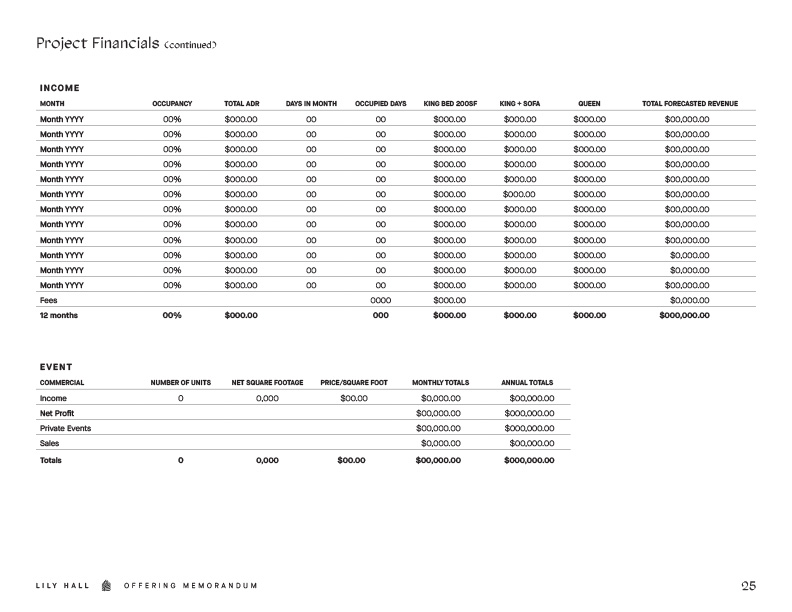 Project Financials (continued)
INCOME
MONTH OCCUPANCY TOTAL ADR DAYS IN MONTH OCCUPIED DAYS KING BED 200SF KING + SOFA QUEEN TOTAL FORECASTED REVENUE
Month YYYY 00% $000.00 00 00 $000.00 $000.00 $000.00 $00,000.00
Month YYYY 00% $000.00 00 00 $000.00 $000.00 $000.00 $00,000.00
Month YYYY 00% $000.00 00 00 $000.00 $000.00 $000.00 $00,000.00
Month YYYY 00% $000.00 00 00 $000.00 $000.00 $000.00 $00,000.00
Month YYYY 00% $000.00 00 00 $000.00 $000.00 $000.00 $00,000.00
Month YYYY 00% $000.00 00 00 $000.00 $000.00 $000.00 $00,000.00
Month YYYY 00% $000.00 00 00 $000.00 $000.00 $000.00 $00,000.00
Month YYYY 00% $000.00 00 00 $000.00 $000.00 $000.00 $00,000.00
Month YYYY 00% $000.00 00 00 $000.00 $000.00 $000.00 $00,000.00
Month YYYY 00% $000.00 00 00 $000.00 $000.00 $000.00 $0,000.00
Month YYYY 00% $000.00 00 00 $000.00 $000.00 $000.00 $0,000.00
Month YYYY 00% $000.00 00 00 $000.00 $000.00 $000.00 $00,000.00
Fees 0000 $000.00 $0,000.00
12 months 00% $000.00 000 $000.00 $000.00 $000.00 $000,000.00
EVENT
COMMERCIAL NUMBER OF UNITS NET SQUARE FOOTAGE PRICE/SQUARE FOOT MONTHLY TOTALS ANNUAL TOTALS
Income 0 0,000 $00.00 $0,000.00 $00,000.00
Net Profit $00,000.00 $000,000.00
Private Events $00,000.00 $000,000.00
Sales $0,000.00 $00,000.00
Totals 0 0,000 $00.00 $00,000.00 $000,000.00
LILY HALL OFFERING MEMORANDUM 25